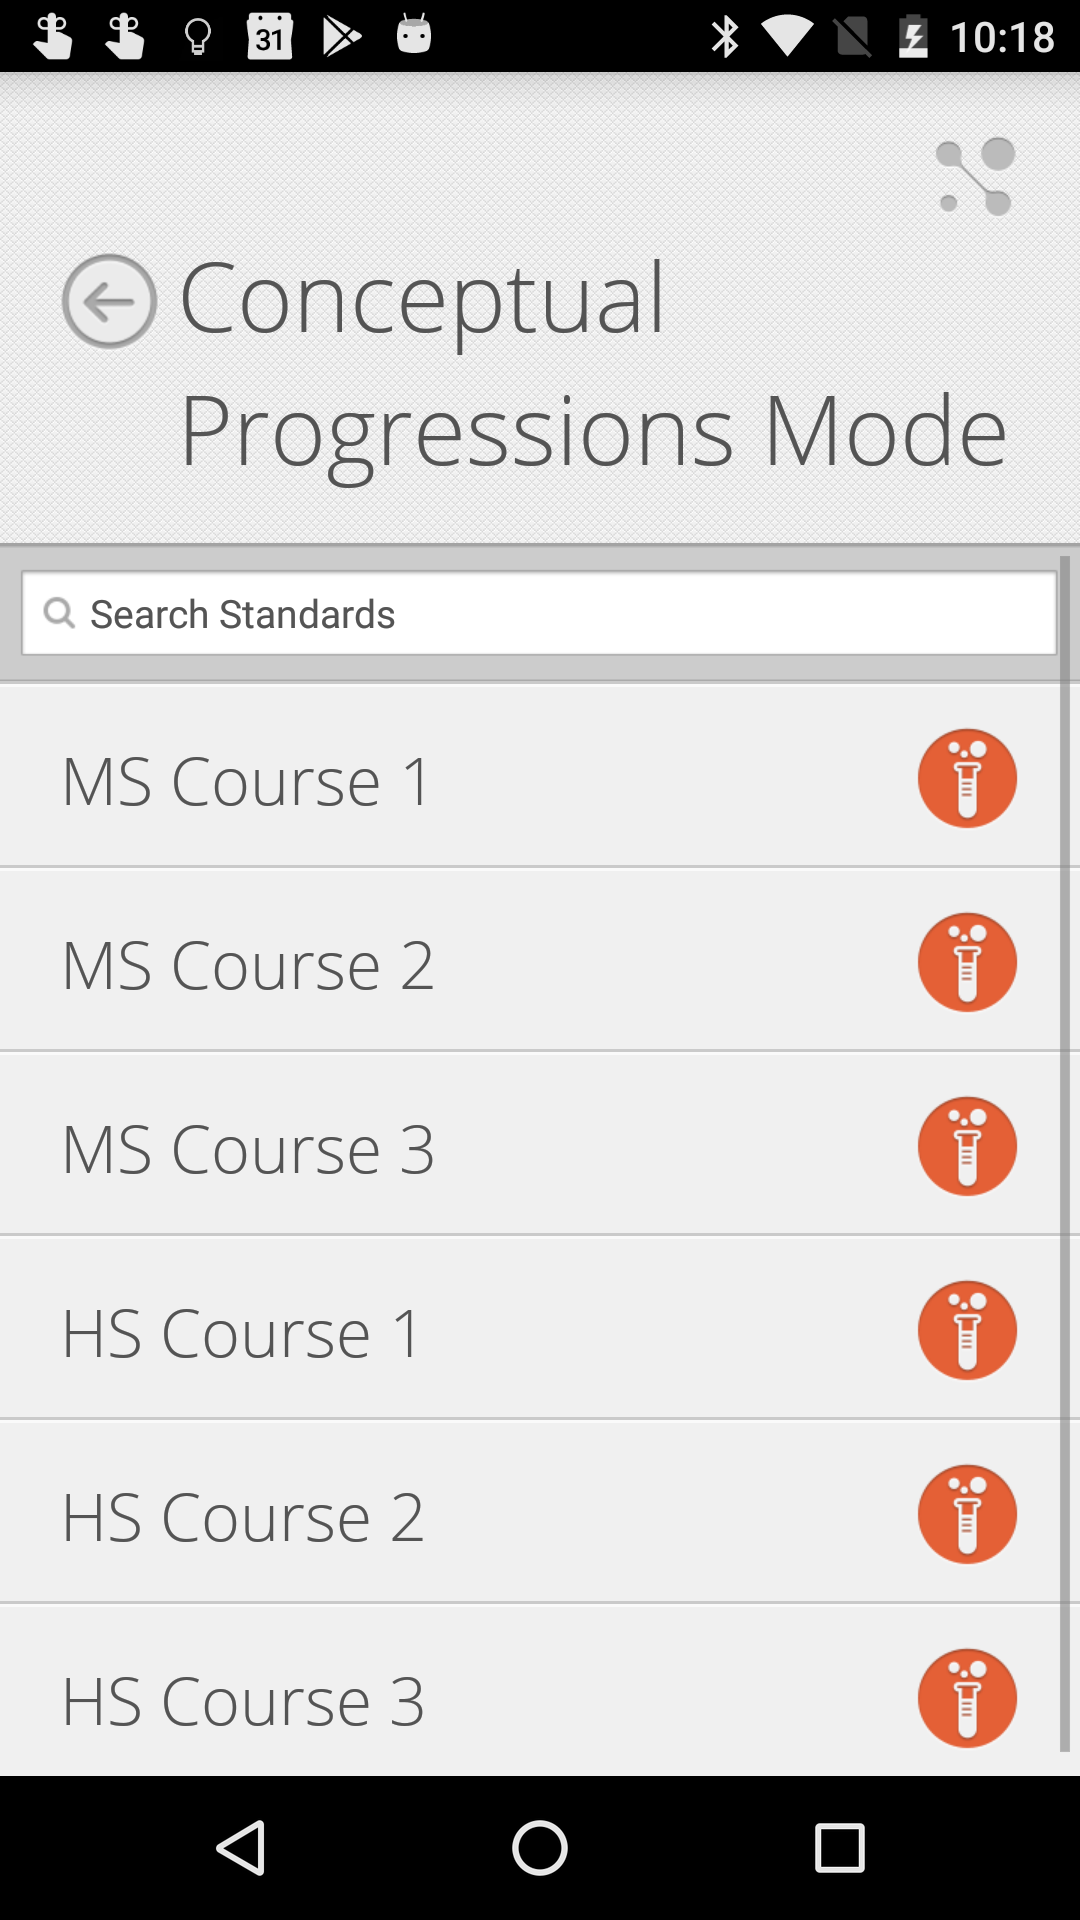 31
10:18
Conceptual
Progressions Mode
Search Standards
MS Course 1
MS Course 2
MS Course 3
HS Course 1
HS Course 2
HS Course 3